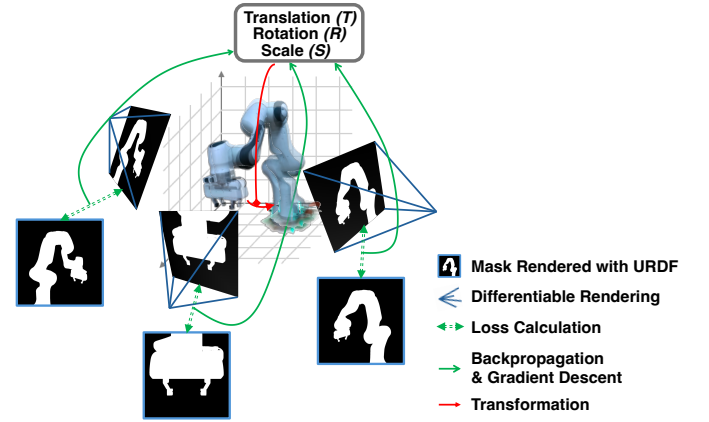 Translation (T)
Rotation (R)
Scale (S)
Mask Rendered with URDF
Differentiable Rendering
Loss Calculation
Backpropagation
& Gradient Descent
Transformation